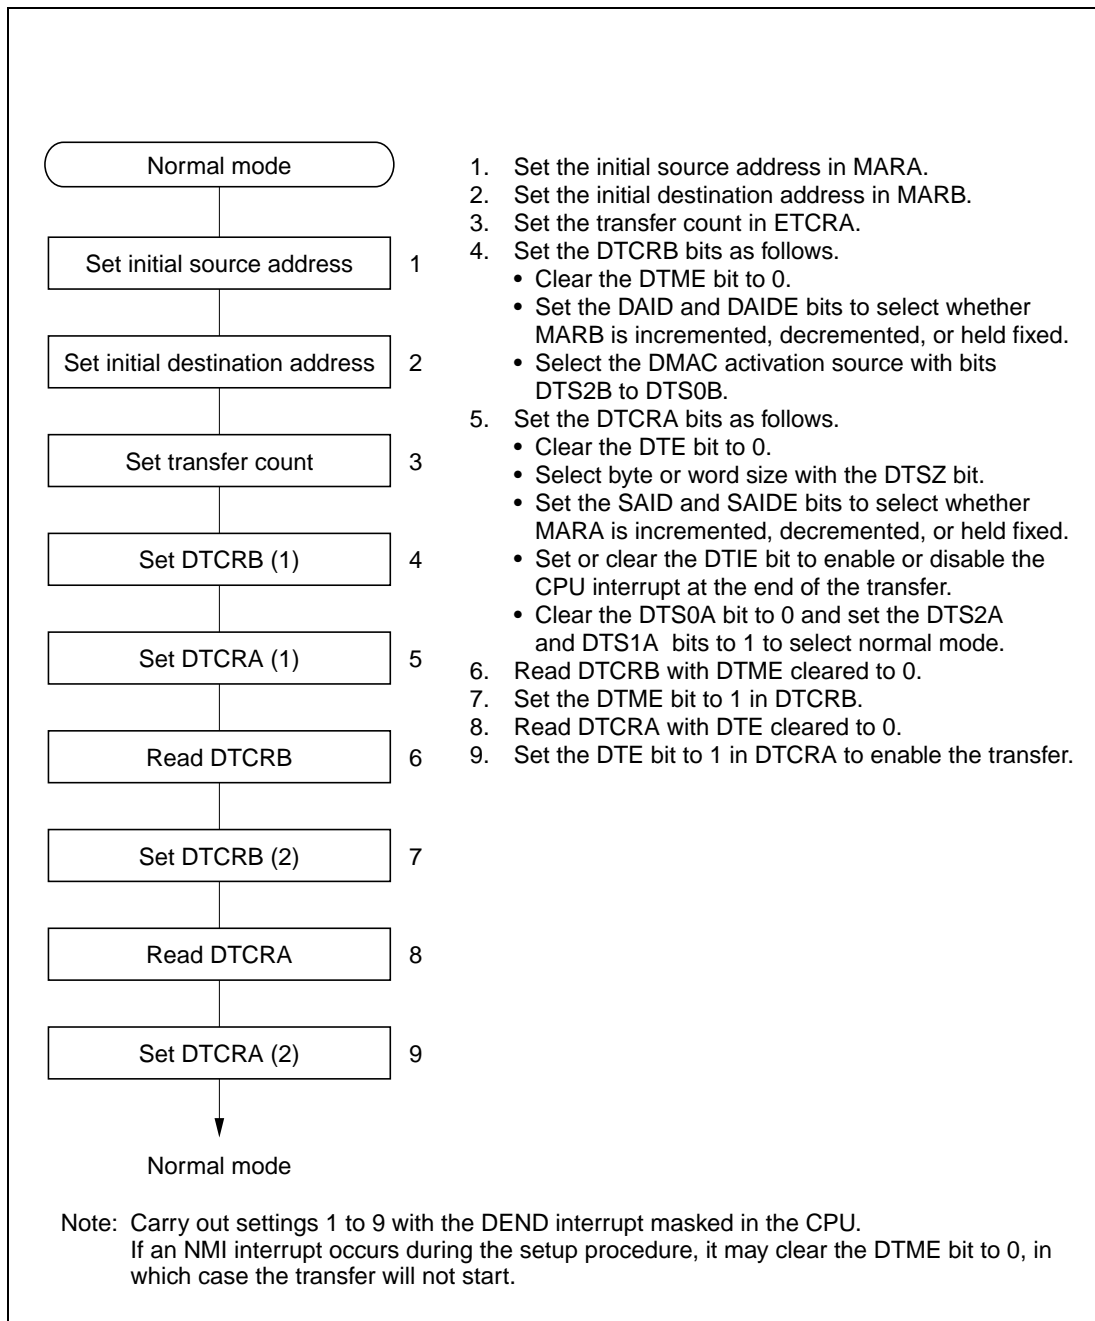 Normal mode
Set initial source address 1
Set initial destination address 2
Set transfer count 3
Set DTCRB (1) 4
Set DTCRA (1) 5
Read DTCRB 6
Set DTCRB (2) 7
Read DTCRA 8
Set DTCRA (2) 9
Normal mode
1. Set the initial source address in MARA.
2. Set the initial destination address in MARB.
3. Set the transfer count in ETCRA.
4. Set the DTCRB bits as follows.
• Clear the DTME bit to 0.
• Set the DAID and DAIDE bits to select whether
MARB is incremented, decremented, or held fixed.
• Select the DMAC activation source with bits
DTS2B to DTS0B.
5. Set the DTCRA bits as follows.
• Clear the DTE bit to 0.
• Select byte or word size with the DTSZ bit.
• Set the SAID and SAIDE bits to select whether
MARA is incremented, decremented, or held fixed.
• Set or clear the DTIE bit to enable or disable the
CPU interrupt at the end of the transfer.
• Clear the DTS0A bit to 0 and set the DTS2A
and DTS1A bits to 1 to select normal mode.
6. Read DTCRB with DTME cleared to 0.
7. Set the DTME bit to 1 in DTCRB.
8. Read DTCRA with DTE cleared to 0.
9. Set the DTE bit to 1 in DTCRA to enable the transfer.
Note: Carry out settings 1 to 9 with the DEND interrupt masked in the CPU.
If an NMI interrupt occurs during the setup procedure, it may clear the DTME bit to 0, in
which case the transfer will not start.